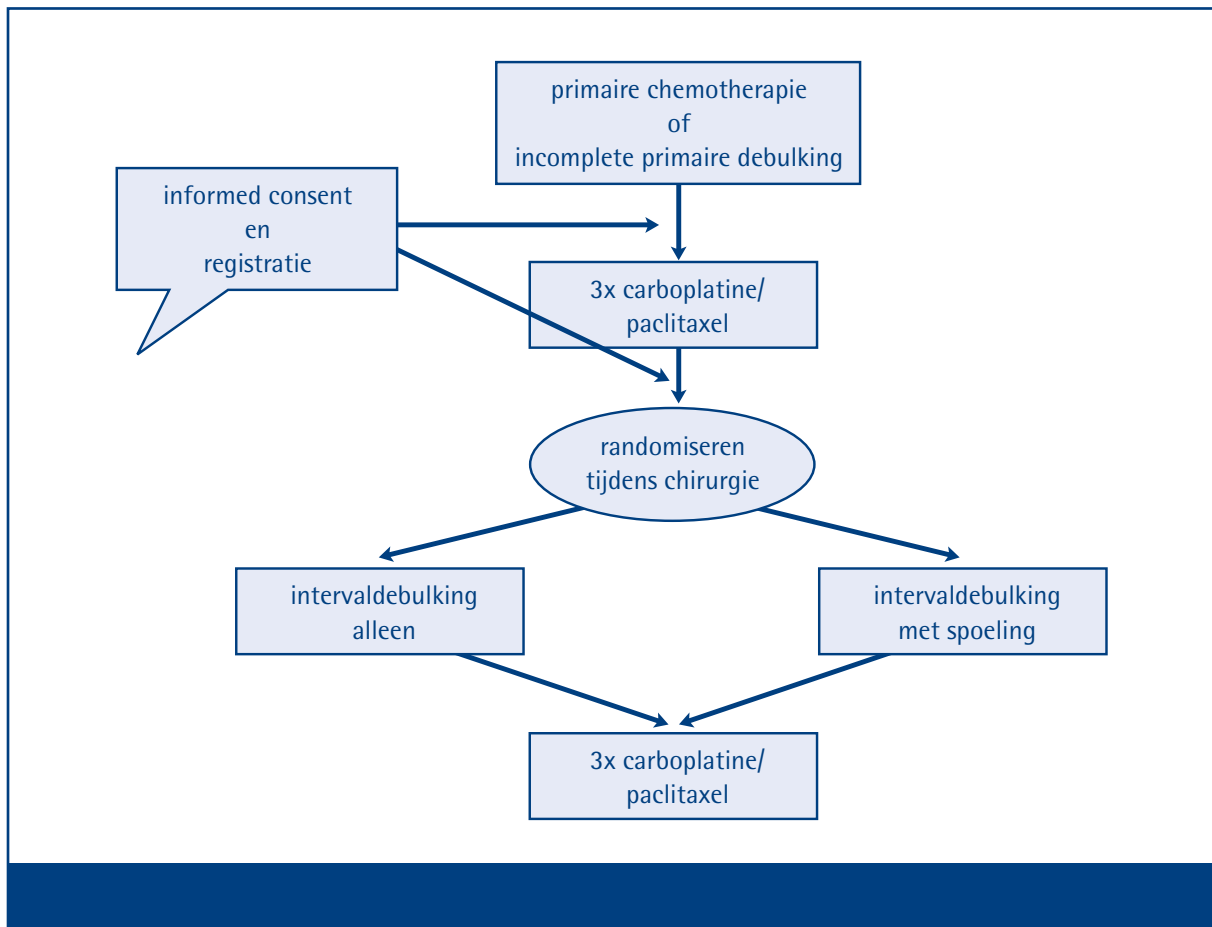 primaire chemotherapie
of
incomplete primaire debulking
informed consent
en
registratie
3x carboplatine/
paclitaxel
randomiseren
tijdens chirurgie
intervaldebulking
alleen
intervaldebulking
met spoeling
3x carboplatine/
paclitaxel